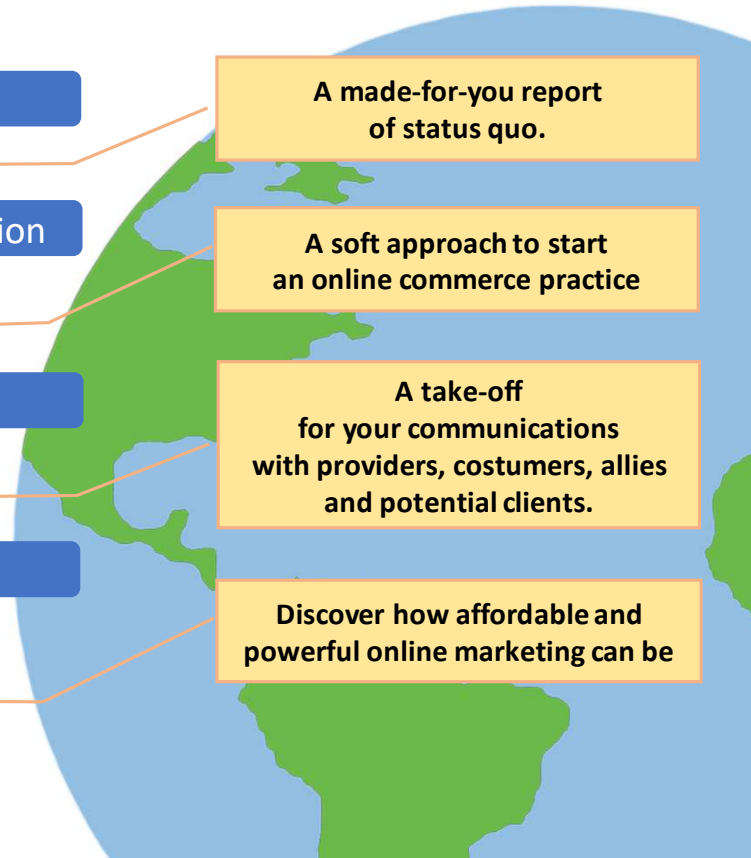 A made-for-you report
of status quo.
ion
A soft approach to start
an online commerce practice
A take-off
for your communications
with providers, costumers, allies
and potential clients.
Discover how affordable and
powerful online marketing can be